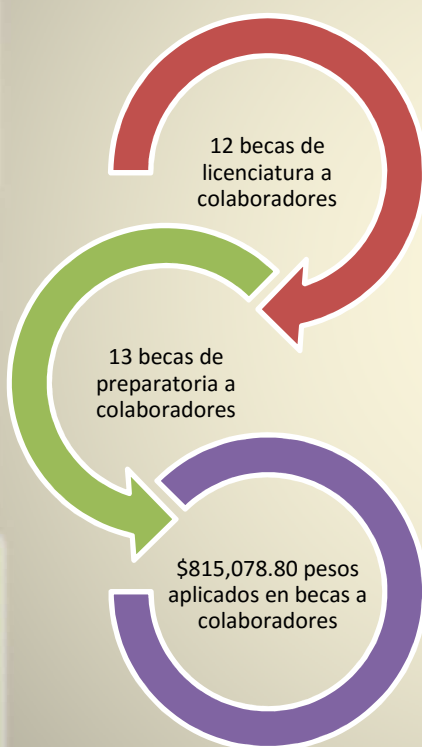 12 becas de
licenciatura a
colaboradores
13 becas de
preparatoria a
colaboradores
$815,078.80 pesos
aplicados en becas a
colaboradores